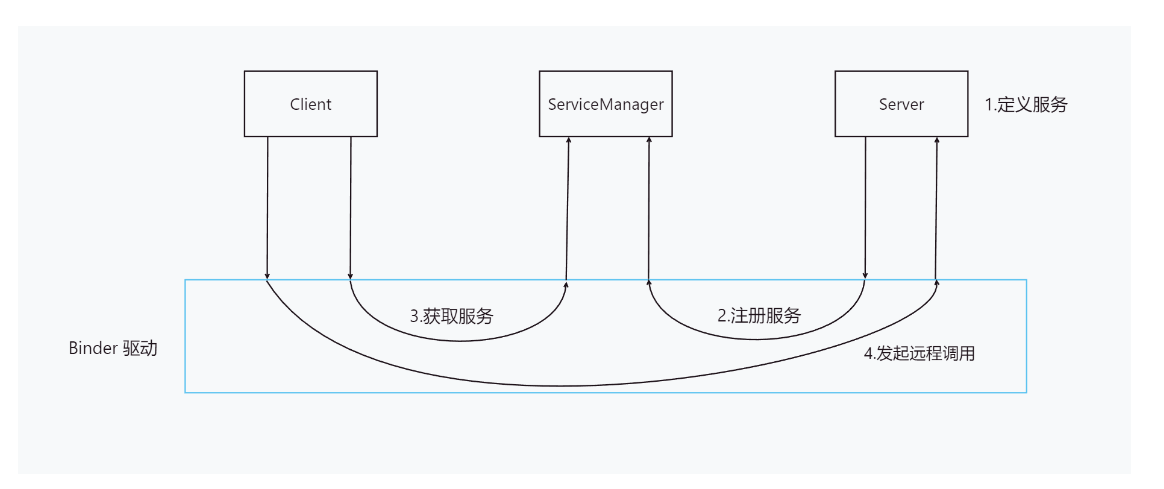 Client
ServiceManager
Server
1.定义服务
3.获取服务
2.注册服务
Binder 驱动
4.发起远程调用